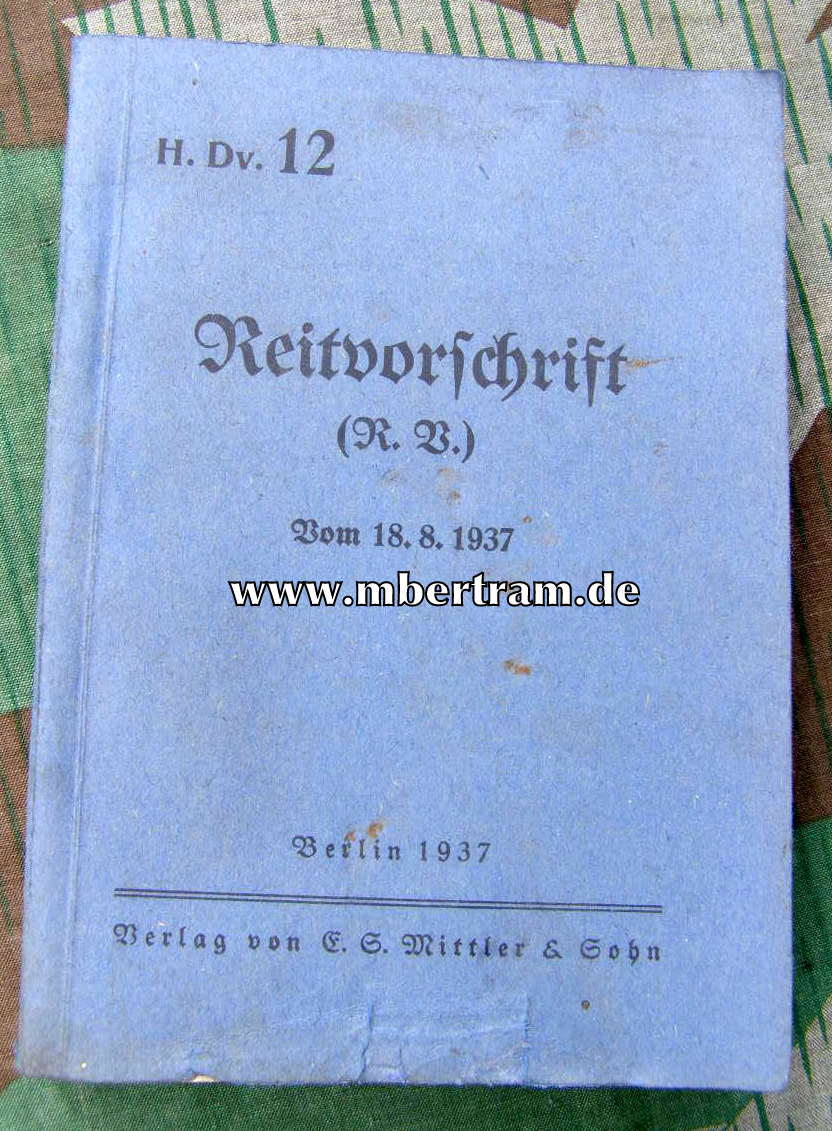 H. Dv. 12
Reitvorschrift
(R. V.)
Vom 18. 8. 1937
www.mbertram.de
Berlin 1937
Verlag von E. S. Mittler & Sohn